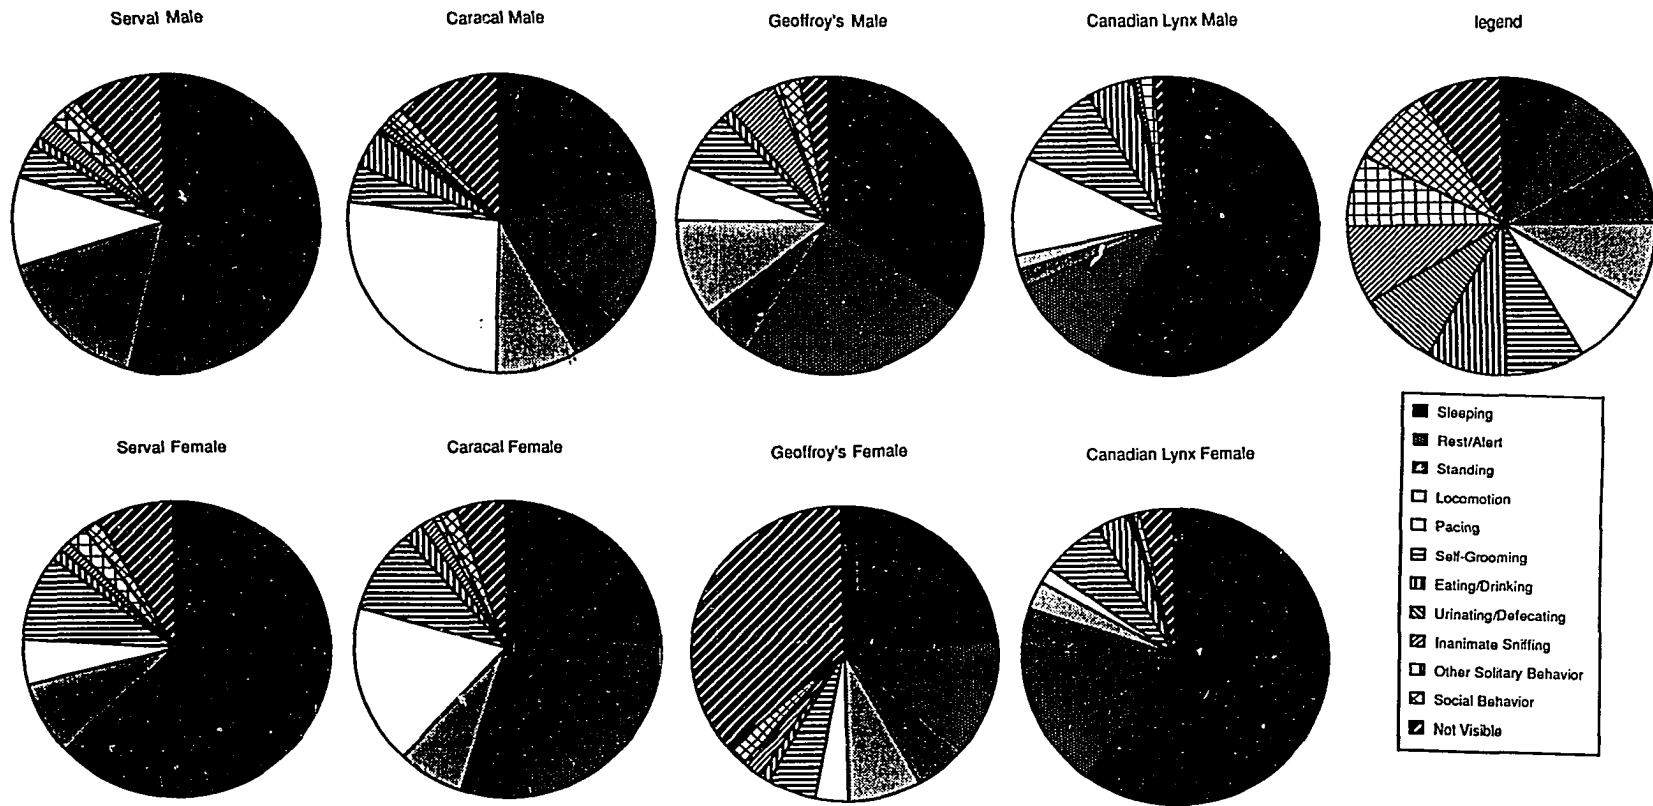 Serval Male
Caracal Male
Geoffroy's Male
Canadian Lynx Male
legend
Serval Female
Caracal Female
Geoffroy's Female
Canadian Lynx Female
Sleeping
Rest/Alert
Standing
Locomotion
Pacing
Self-Grooming
Eating/Drinking
Urinating/Defecating
Inanimate Sniffing
Other Solitary Behavior
Social Behavior
Not Visible